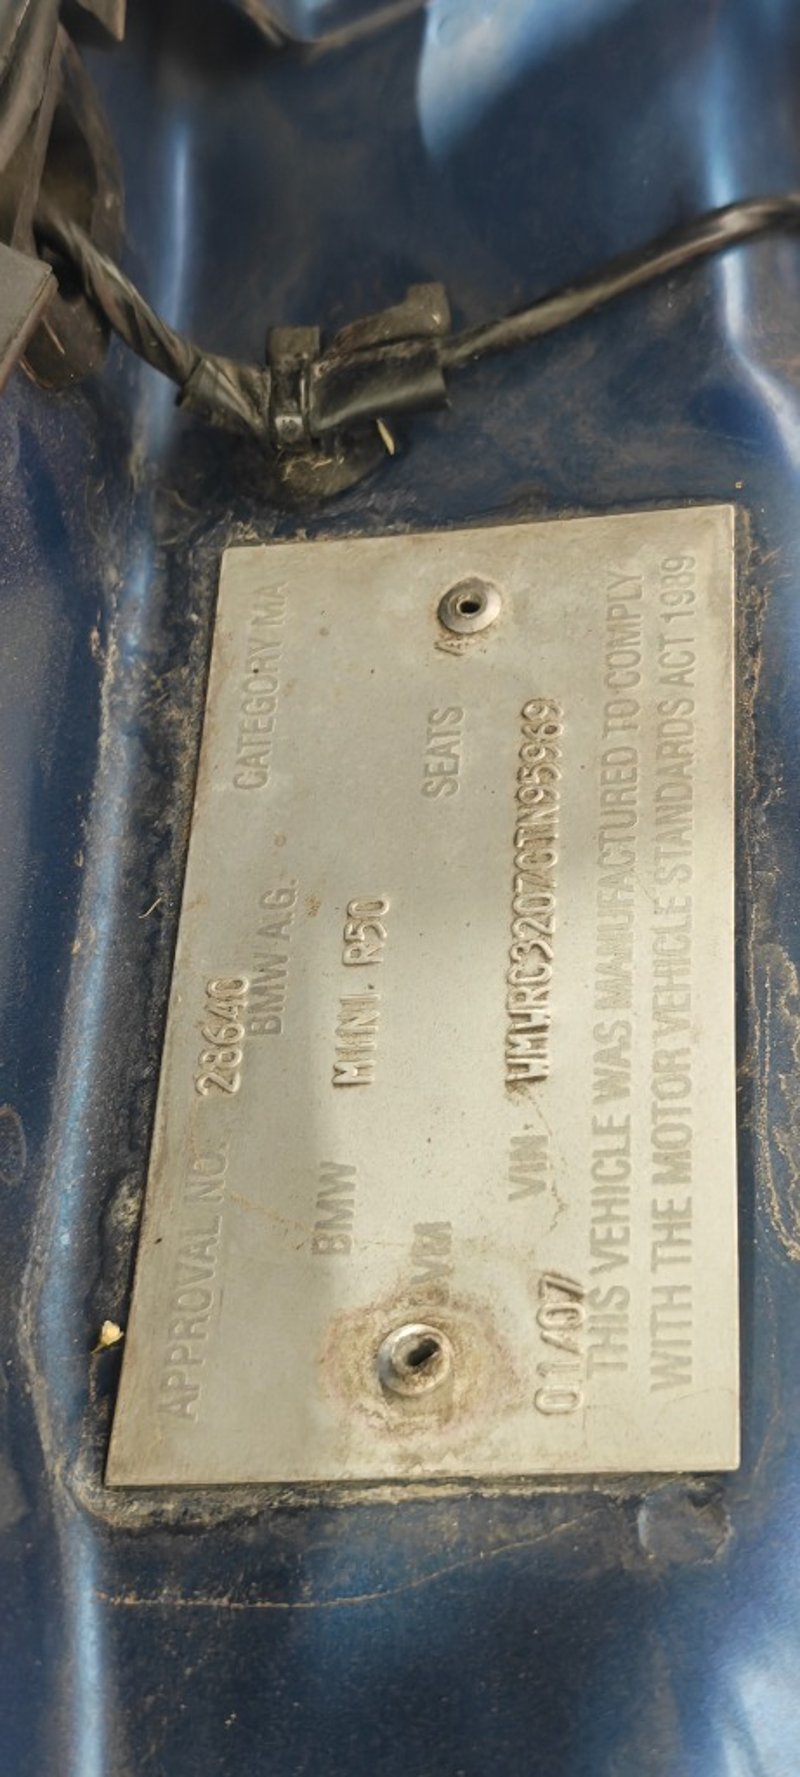 APPROVAL NO. 28640
BMW A.G. CATEGORY MA
BMW MINI. R50
SEATS 4
01/07 VIN WMWRC32070TN95969
THIS VEHICLE WAS MANUFACTURED TO COMPLY
WITH THE MOTOR VEHICLE STANDARDS ACT 1989